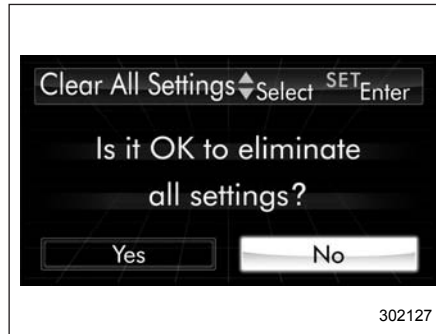 Clear All Settings Select SET Enter
Is it OK to eliminate
all settings?
Yes No
302127